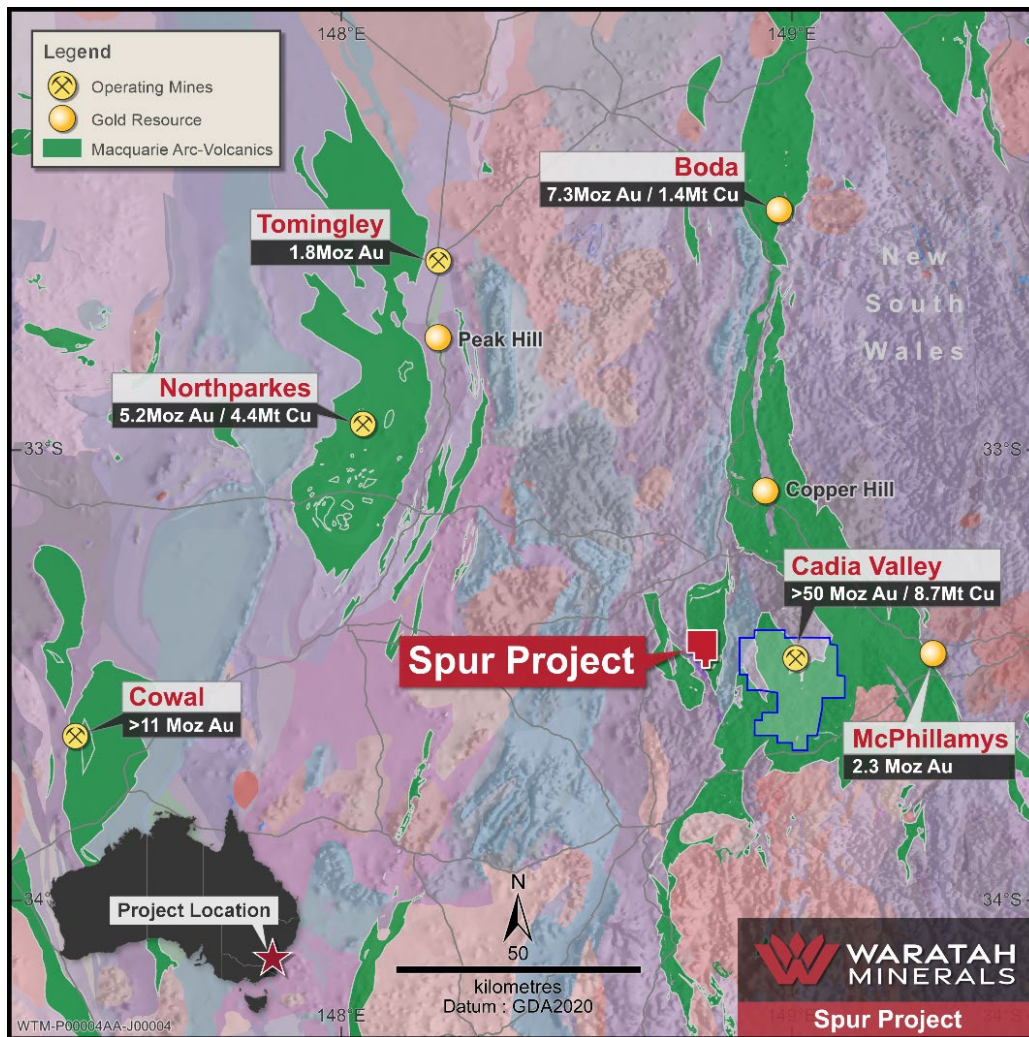 148°E
149°E
Legend
Operating Mines
Gold Resource
Macquarie Arc-Volcanics
Boda
7.3Moz Au / 1.4Mt Cu
Tomingley
1.8Moz Au
New
South
Wales
Peak Hill
Northparkes
5.2Moz Au / 4.4Mt Cu
33°S
33°S
Copper Hill
Cadia Valley
>50 Moz Au / 8.7Mt Cu
Spur Project
Cowal
>11 Moz Au
McPhillamys
2.3 Moz Au
34°S
34°S
Project Location
N
50
kilometres
Datum : GDA2020
WARATAH
MINERALS
Spur Project
WTM-P00004AA-J00004
148°E
149°E